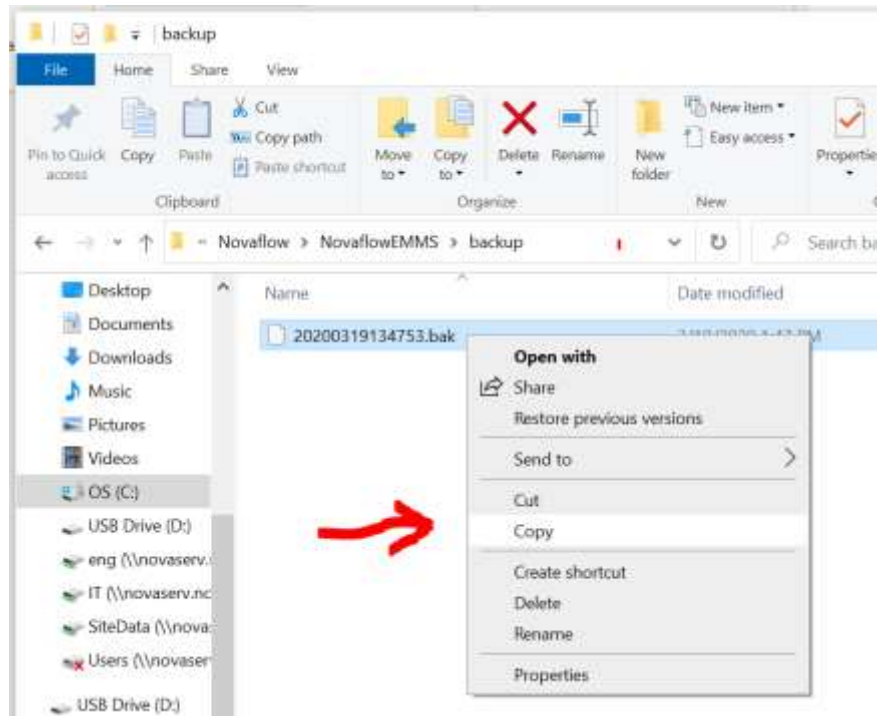 backup
File Home Share View
Pin to Quick access
Copy
Paste
Cut
Copy path
Paste shortcut
Clipboard
Move to
Copy to
Delete
Rename
Organize
New folder
New item
Easy access
New
Properties
Novaflow > NovaflowEMMS > backup
Search ba
Desktop
Documents
Downloads
Music
Pictures
Videos
OS (C:)
USB Drive (D:)
eng (\\novaserv.
IT (\\novaserv.nc
SiteData (\\nova
Users (\\novaser
USB Drive (D:)
Name Date modified
20200319134753.bak
Open with
Share
Restore previous versions
Send to
Cut
Copy
Create shortcut
Delete
Rename
Properties